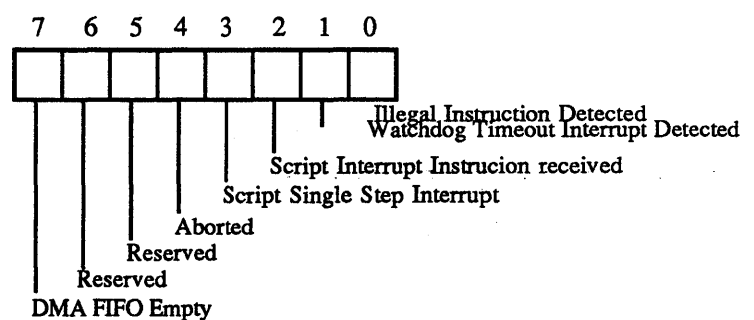 7 6 5 4 3 2 1 0
Illegal Instruction Detected
Watchdog Timeout Interrupt Detected
Script Interrupt Instrucion received
Script Single Step Interrupt
Aborted
Reserved
Reserved
DMA FIFO Empty